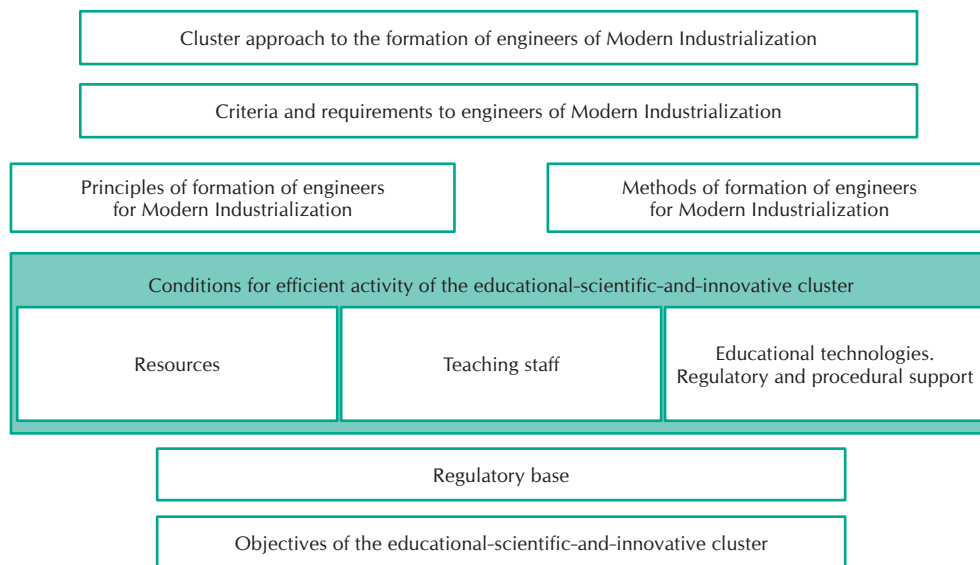 Cluster approach to the formation of engineers of Modern Industrialization
Criteria and requirements to engineers of Modern Industrialization
Principles of formation of engineers
for Modern Industrialization
Methods of formation of engineers
for Modern Industrialization
Conditions for efficient activity of the educational-scientific-and-innovative cluster
Resources
Teaching staff
Educational technologies.
Regulatory and procedural support
Regulatory base
Objectives of the educational-scientific-and-innovative cluster